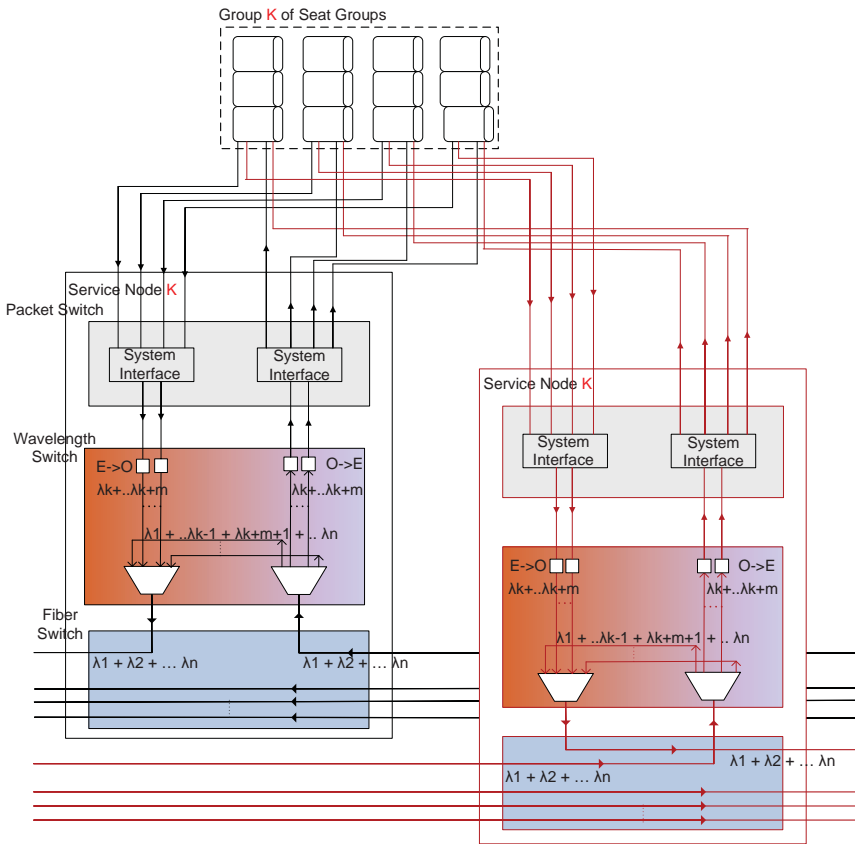 Group K of Seat Groups
Service Node K
Packet Switch
System
Interface
System
Interface
Wavelength
Switch
E->O
O->E
λk+..λk+m
λk+..λk+m
.....
.....
λ1 + ..λk-1 + λk+m+1 + .. λn
Fiber
Switch
λ1 + λ2 + … λn
λ1 + λ2 + … λn
Service Node K
System
Interface
System
Interface
E->O
O->E
λk+..λk+m
λk+..λk+m
.....
.....
λ1 + ..λk-1 + λk+m+1 + .. λn
λ1 + λ2 + … λn
λ1 + λ2 + … λn